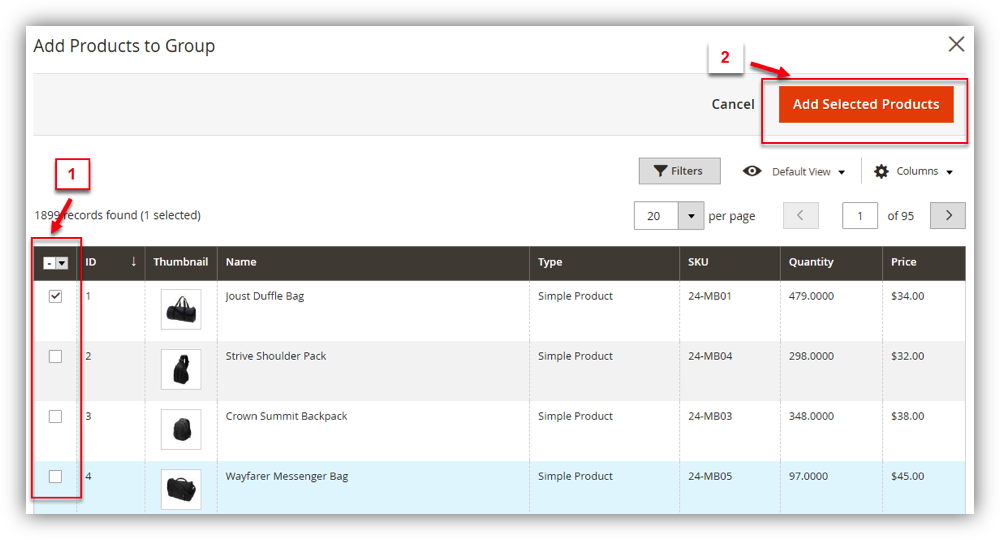 Add Products to Group
2
Cancel
Add Selected Products
1
Filters
Default View
Columns
1899 records found (1 selected)
20
per page
1
of 95
ID
Thumbnail
Name
Type
SKU
Quantity
Price
1
Joust Duffle Bag
Simple Product
24-MB01
479.0000
$34.00
2
Strive Shoulder Pack
Simple Product
24-MB04
298.0000
$32.00
3
Crown Summit Backpack
Simple Product
24-MB03
348.0000
$38.00
4
Wayfarer Messenger Bag
Simple Product
24-MB05
97.0000
$45.00